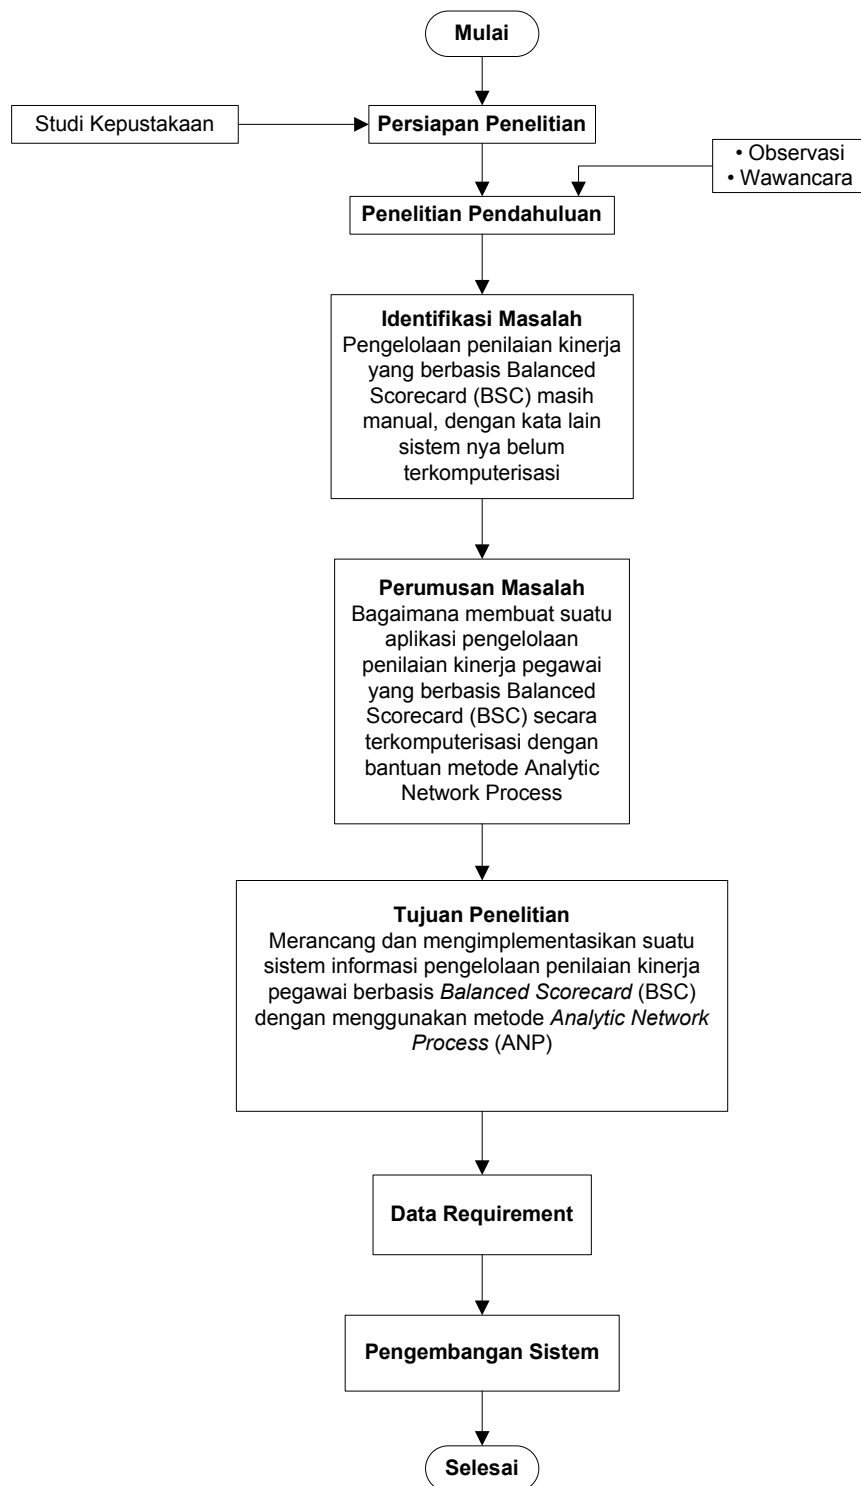 Mulai
Studi Kepustakaan
Persiapan Penelitian
• Observasi
• Wawancara
Penelitian Pendahuluan
Identifikasi Masalah
Pengelolaan penilaian kinerja
yang berbasis Balanced
Scorecard (BSC) masih
manual, dengan kata lain
sistem nya belum
terkomputerisasi
Perumusan Masalah
Bagaimana membuat suatu
aplikasi pengelolaan
penilaian kinerja pegawai
yang berbasis Balanced
Scorecard (BSC) secara
terkomputerisasi dengan
bantuan metode Analytic
Network Process
Tujuan Penelitian
Merancang dan mengimplementasikan suatu
sistem informasi pengelolaan penilaian kinerja
pegawai berbasis Balanced Scorecard (BSC)
dengan menggunakan metode Analytic Network
Process (ANP)
Data Requirement
Pengembangan Sistem
Selesai